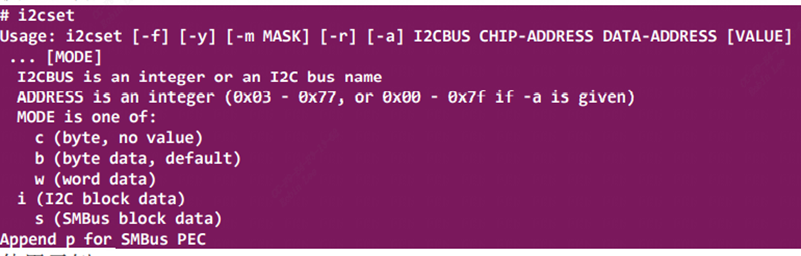 # i2cset
Usage: i2cset [-f] [-y] [-m MASK] [-r] [-a] I2CBUS CHIP-ADDRESS DATA-ADDRESS [VALUE]
... [MODE]
I2CBUS is an integer or an I2C bus name
ADDRESS is an integer (0x03 - 0x77, or 0x00 - 0x7f if -a is given)
MODE is one of:
c (byte, no value)
b (byte data, default)
w (word data)
i (I2C block data)
s (SMBus block data)
Append p for SMBus PEC